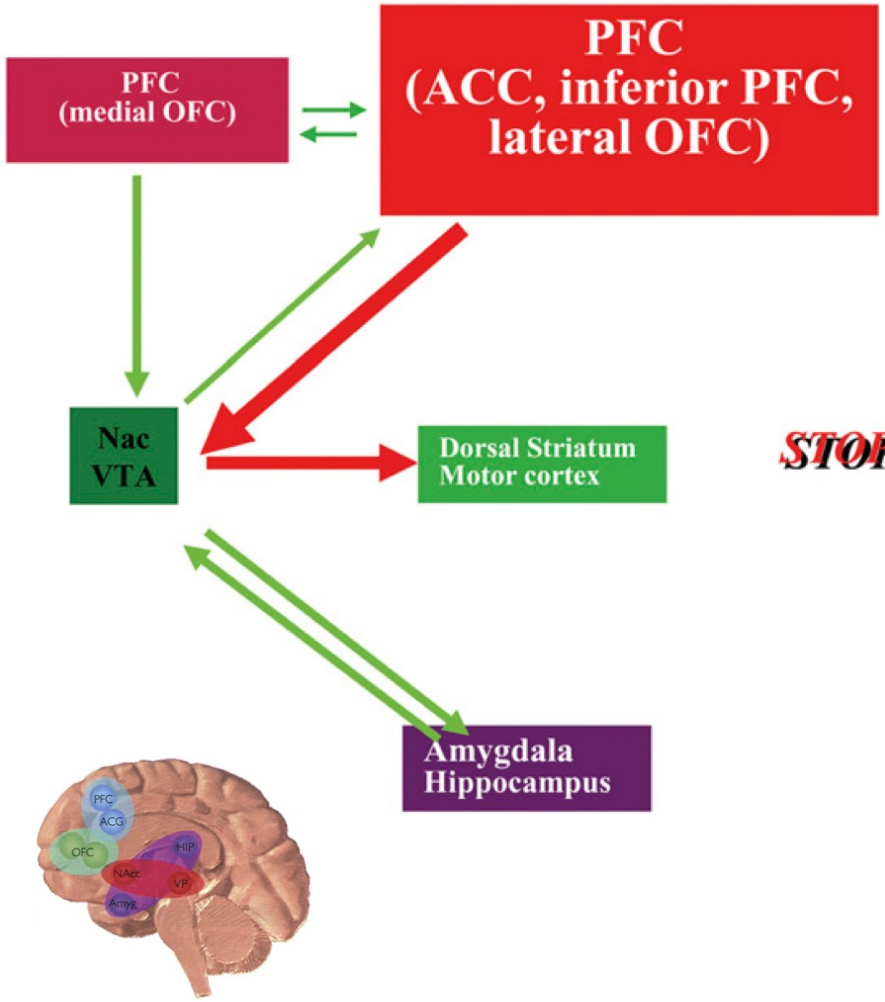 PFC
(medial OFC)
PFC
(ACC, inferior PFC,
lateral OFC)
Nac
VTA
Dorsal Striatum
Motor cortex
Amygdala
Hippocampus
PFC
ACG
OFC
HIP
NAcc
VP
Amyg